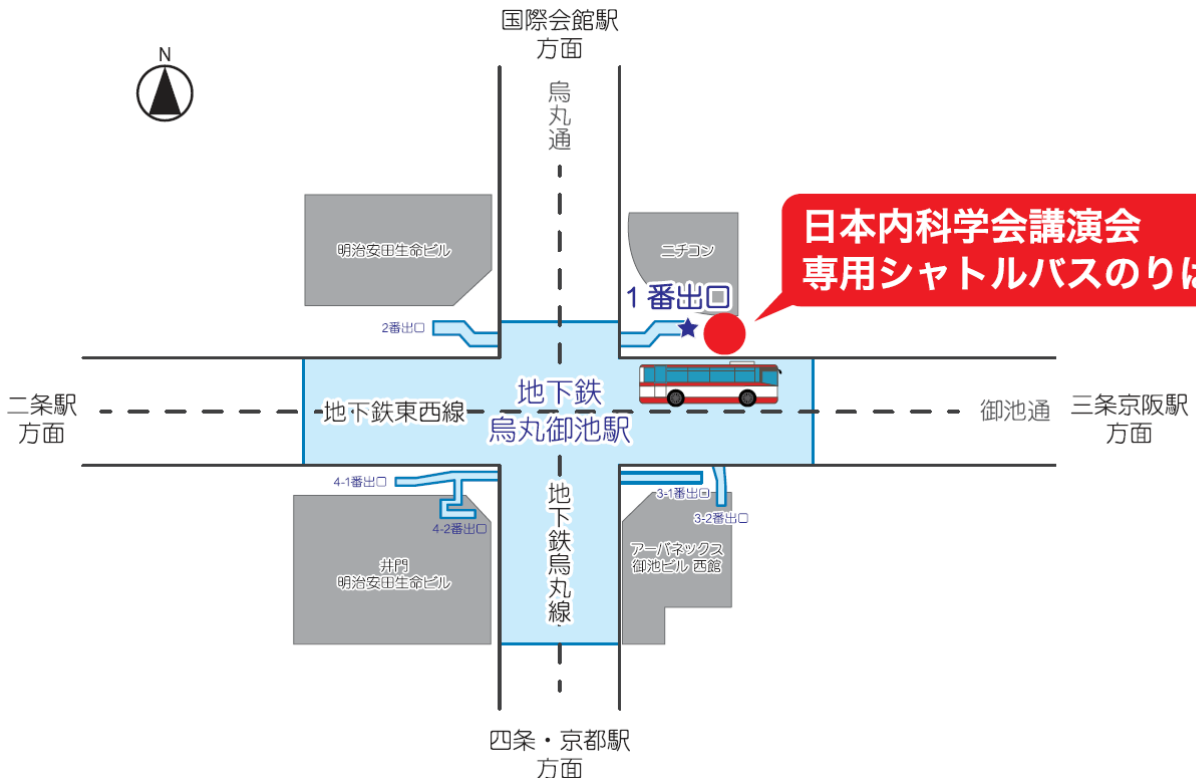 国際会館駅
方面
N
烏丸通
明治安田生命ビル
ニチコン
日本内科学会講演会
専用シャトルバスのりば
1番出口
2番出口
地下鉄
烏丸御池駅
地下鉄東西線
二条駅
方面
御池通
三条京阪駅
方面
4-1番出口
4-2番出口
3-1番出口
3-2番出口
地下鉄烏丸線
井門
明治安田生命ビル
アーバネックス
御池ビル 西館
四条・京都駅
方面